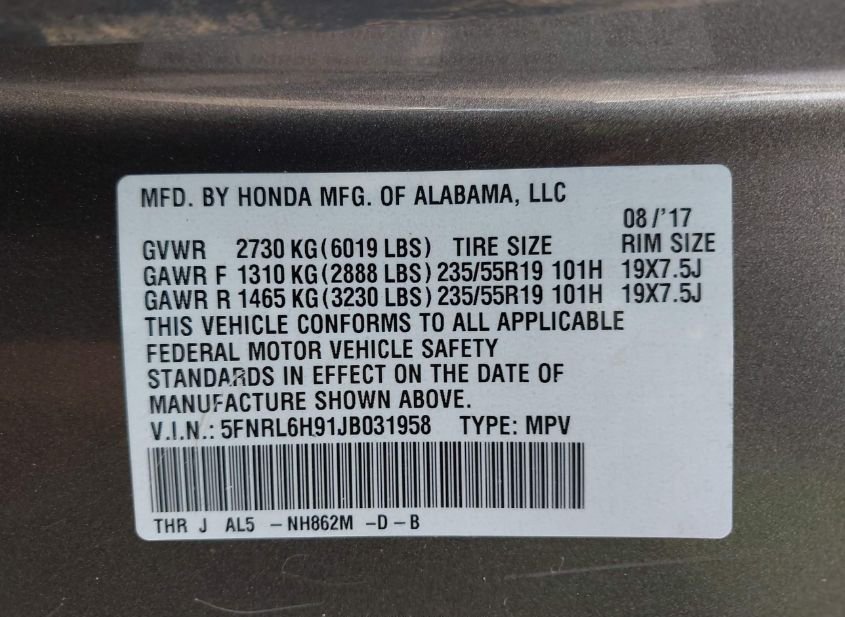 MFD. BY HONDA MFG. OF ALABAMA, LLC
08/'17
GVWR 2730 KG(6019 LBS) TIRE SIZE RIM SIZE
GAWR F 1310 KG(2888 LBS) 235/55R19 101H 19X7.5J
GAWR R 1465 KG(3230 LBS) 235/55R19 101H 19X7.5J
THIS VEHICLE CONFORMS TO ALL APPLICABLE
FEDERAL MOTOR VEHICLE SAFETY
STANDARDS IN EFFECT ON THE DATE OF
MANUFACTURE SHOWN ABOVE.
V.I.N.: 5FNRL6H91JB031958 TYPE: MPV
THR J AL5 - NH862M -D-B